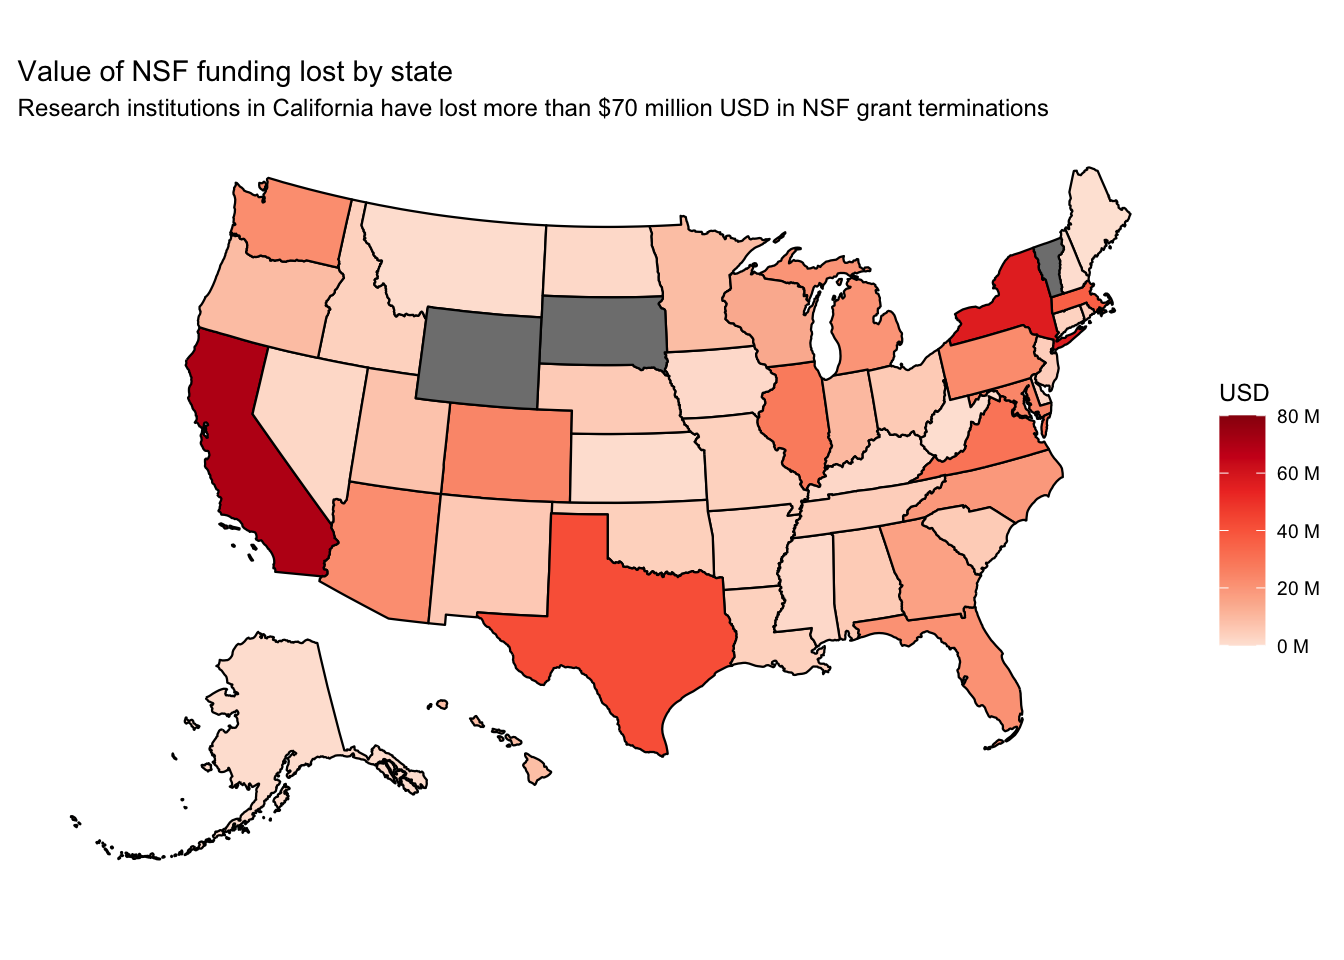 Value of NSF funding lost by state
Research institutions in California have lost more than $70 million USD in NSF grant terminations
USD
80 M
60 M
40 M
20 M
0 M